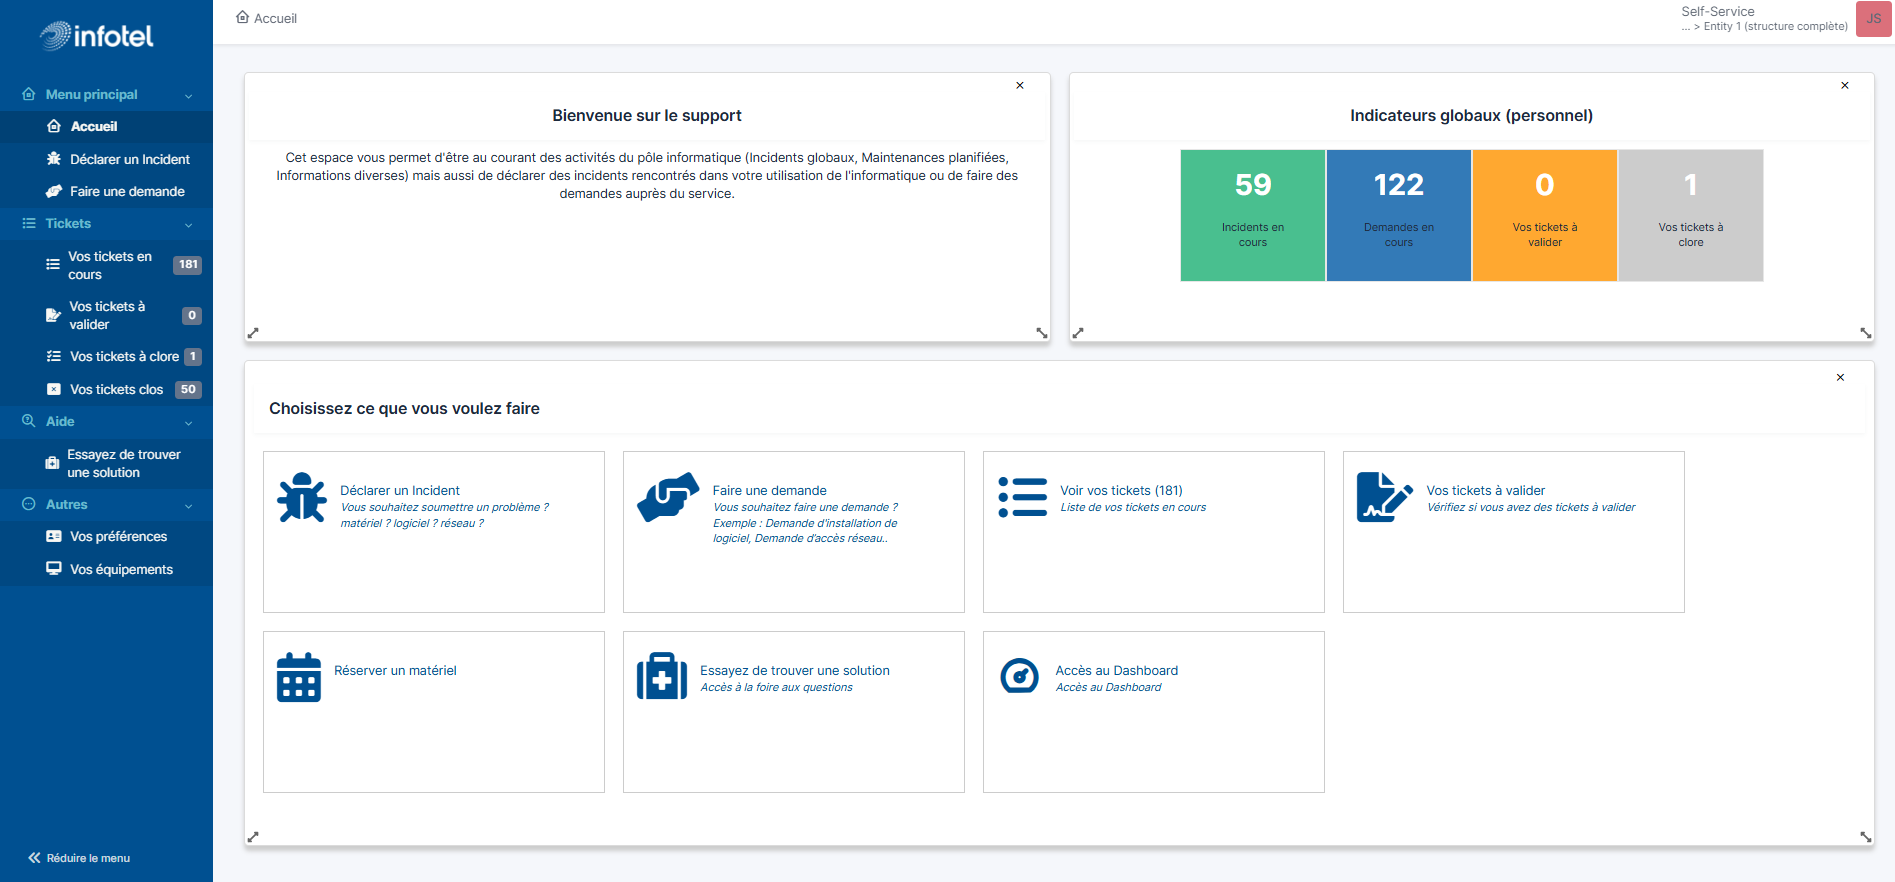 infotel
Menu principal
Accueil
Déclarer un Incident
Faire une demande
Tickets
Vos tickets en
cours
181
Vos tickets à
valider
0
Vos tickets à clore 1
Vos tickets clos 50
Aide
Essayez de trouver
une solution
Autres
Vos préférences
Vos équipements
Réduire le menu
Accueil
Self-Service
... > Entity 1 (structure complète)
JS
Bienvenue sur le support
Cet espace vous permet d'être au courant des activités du pôle informatique (Incidents globaux, Maintenances planifiées,
Informations diverses) mais aussi de déclarer des incidents rencontrés dans votre utilisation de l'informatique ou de faire des
demandes auprès du service.
Indicateurs globaux (personnel)
59
Incidents en
cours
122
Demandes en
cours
0
Vos tickets à
valider
1
Vos tickets à
clore
Choisissez ce que vous voulez faire
Déclarer un Incident
Vous souhaitez soumettre un problème ?
matériel ? logiciel ? réseau ?
Faire une demande
Vous souhaitez faire une demande ?
Exemple : Demande d'installation de
logiciel, Demande d'accès réseau..
Voir vos tickets (181)
Liste de vos tickets en cours
Vos tickets à valider
Vérifiez si vous avez des tickets à valider
Réserver un matériel
Essayez de trouver une solution
Accès à la foire aux questions
Accès au Dashboard
Accès au Dashboard